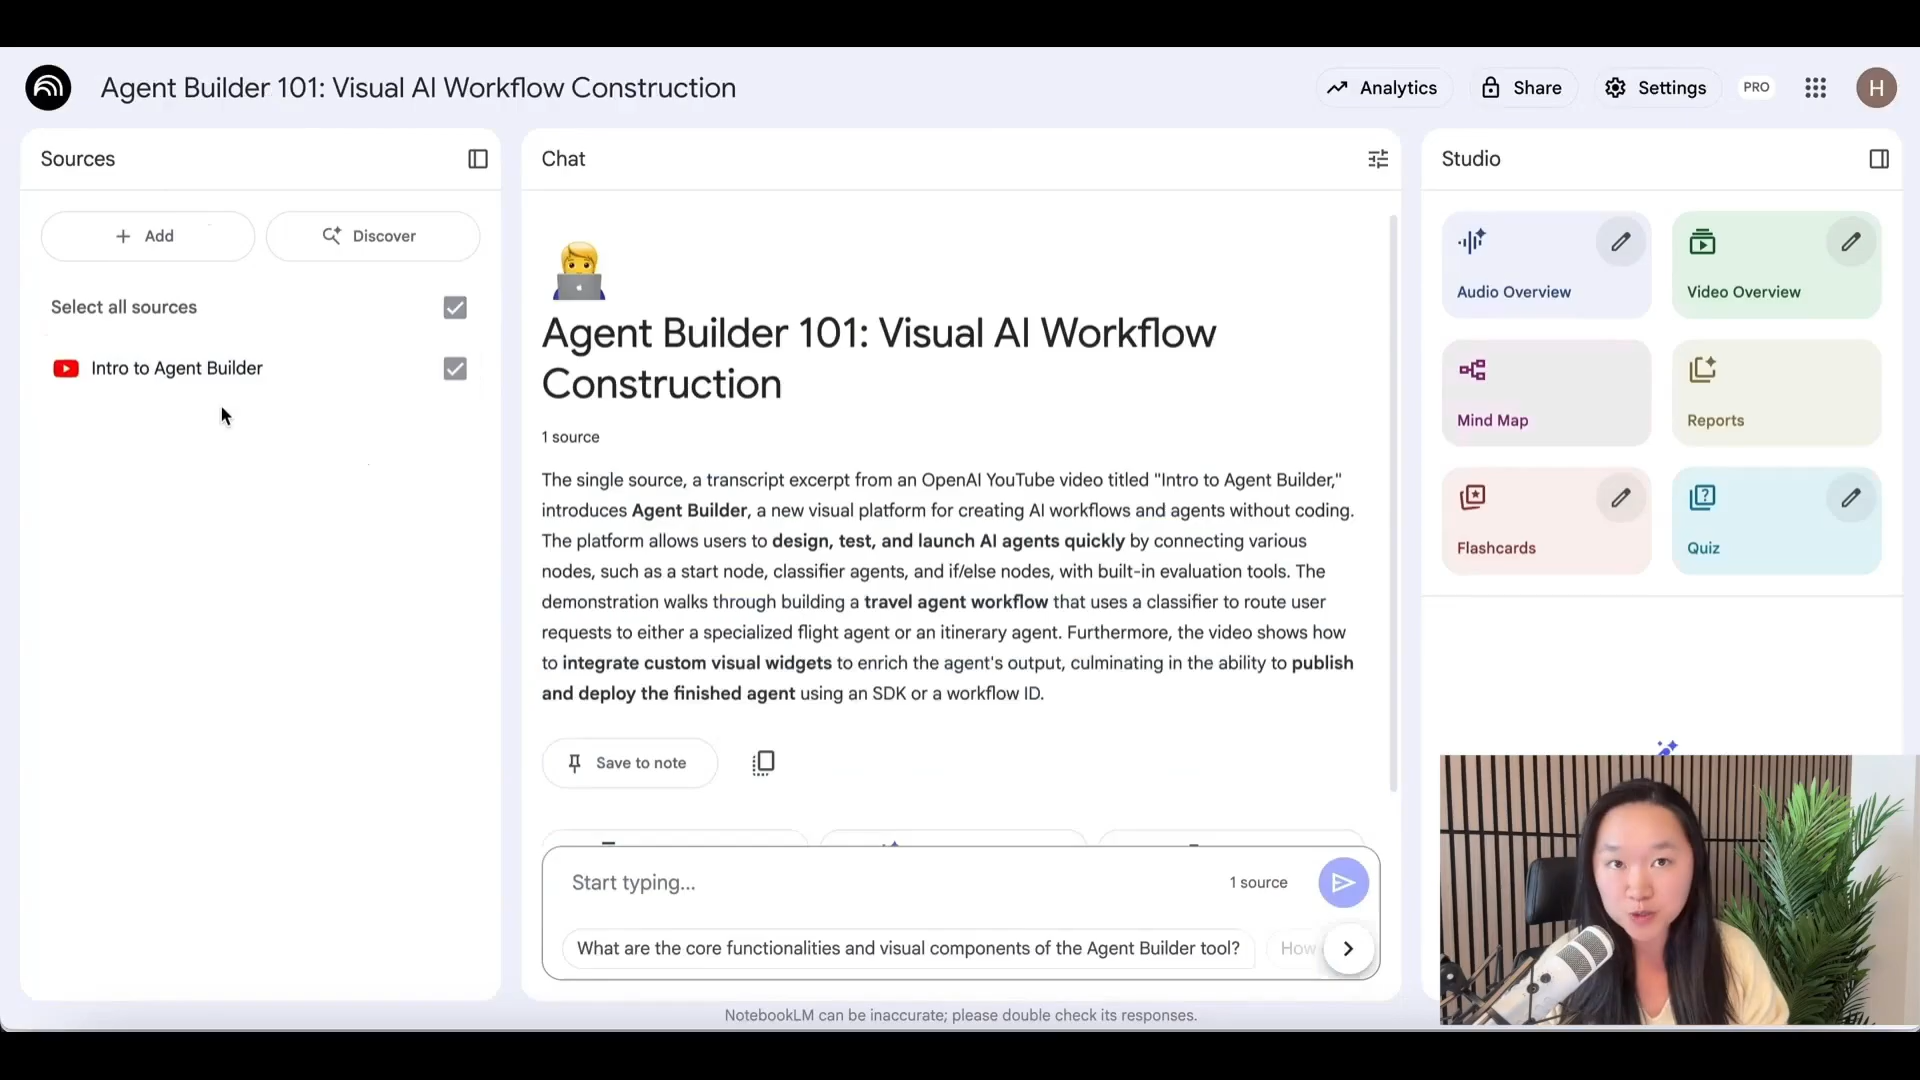 Agent Builder 101: Visual AI Workflow Construction
Analytics
Share
Settings
PRO
H
Sources
Add
Discover
Select all sources
Intro to Agent Builder
Chat
Agent Builder 101: Visual AI Workflow
Construction
1 source
The single source, a transcript excerpt from an OpenAI YouTube video titled "Intro to Agent Builder,"
introduces Agent Builder, a new visual platform for creating AI workflows and agents without coding.
The platform allows users to design, test, and launch AI agents quickly by connecting various
nodes, such as a start node, classifier agents, and if/else nodes, with built-in evaluation tools. The
demonstration walks through building a travel agent workflow that uses a classifier to route user
requests to either a specialized flight agent or an itinerary agent. Furthermore, the video shows how
to integrate custom visual widgets to enrich the agent's output, culminating in the ability to publish
and deploy the finished agent using an SDK or a workflow ID.
Save to note
Start typing...
1 source
What are the core functionalities and visual components of the Agent Builder tool?
How
NotebookLM can be inaccurate; please double check its responses.
Studio
Audio Overview
Video Overview
Mind Map
Reports
Flashcards
Quiz